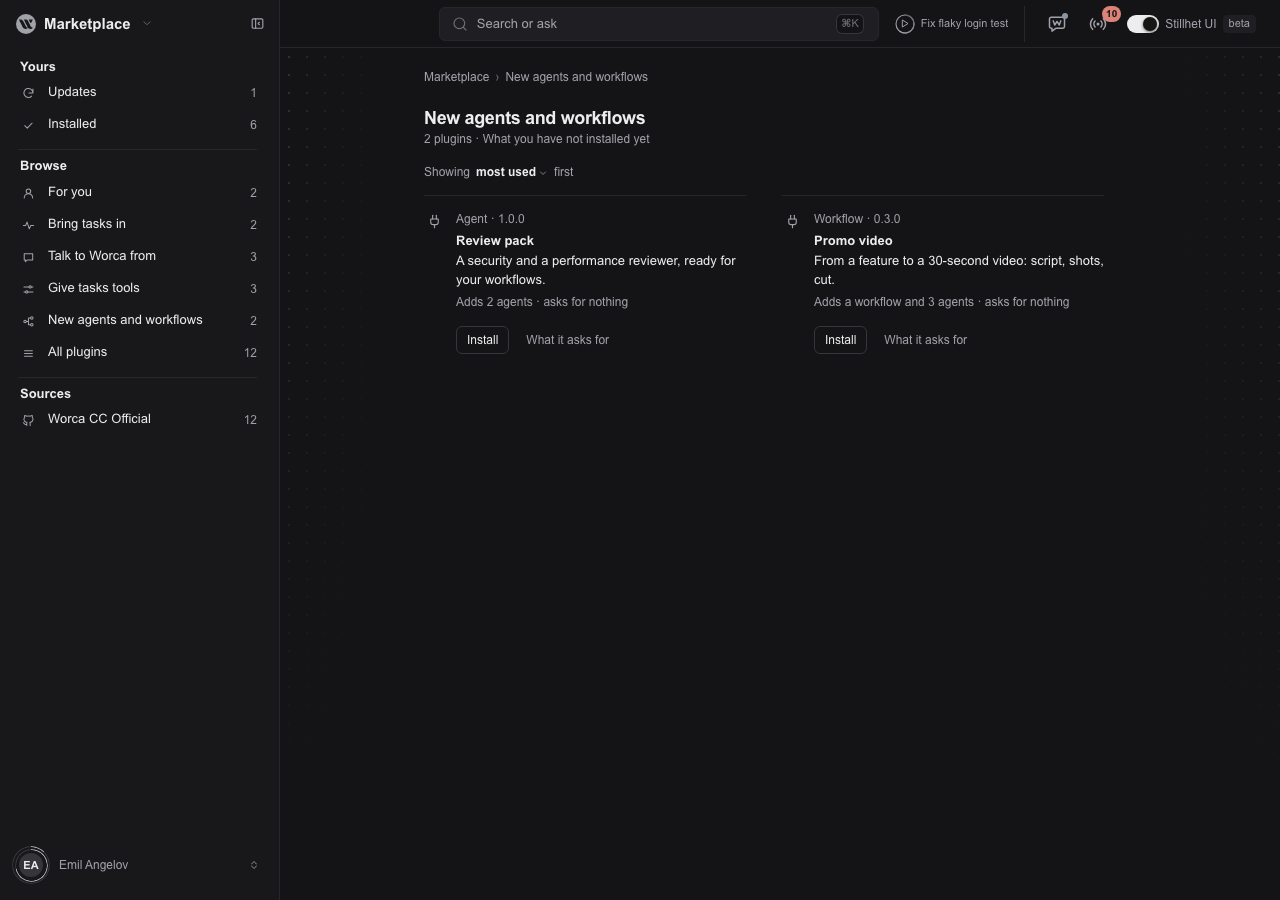 Marketplace
Search or ask
⌘K
Fix flaky login test
10
Stillhet UI
beta
Yours
Updates 1
Installed 6
Browse
For you 2
Bring tasks in 2
Talk to Worca from 3
Give tasks tools 3
New agents and workflows 2
All plugins 12
Sources
Worca CC Official 12
EA
Emil Angelov
Marketplace › New agents and workflows
New agents and workflows
2 plugins · What you have not installed yet
Showing most used first
Agent · 1.0.0
Review pack
A security and a performance reviewer, ready for
your workflows.
Adds 2 agents · asks for nothing
Install What it asks for
Workflow · 0.3.0
Promo video
From a feature to a 30-second video: script, shots,
cut.
Adds a workflow and 3 agents · asks for nothing
Install What it asks for